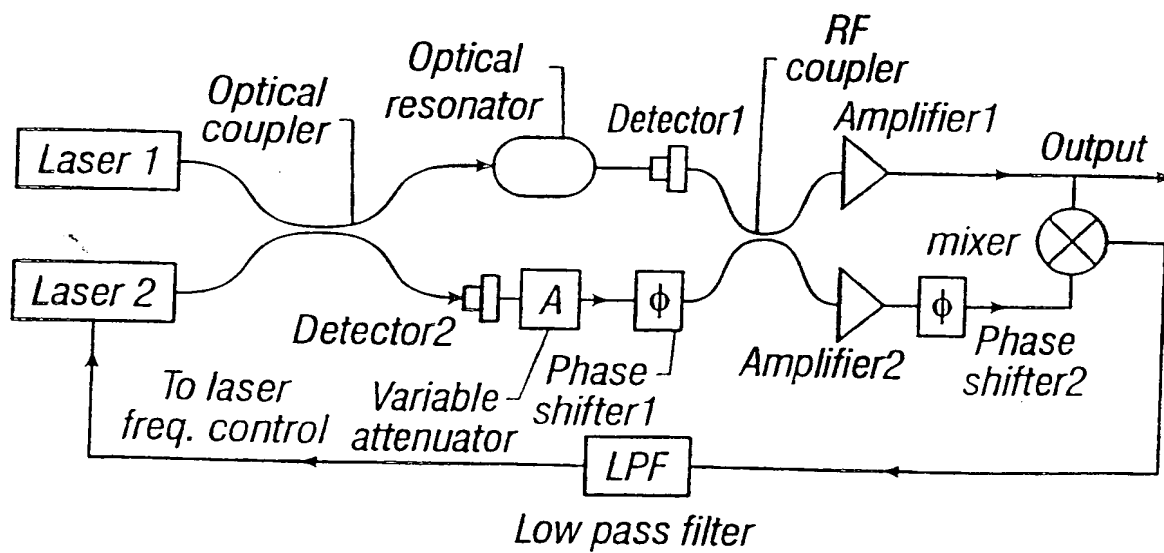 RF
coupler
Optical
resonator
Optical
coupler
Detector1
Amplifier1
Output
Laser 1
mixer
Laser 2
A
ϕ
ϕ
Detector2
Amplifier2
Phase
shifter2
Phase
shifter1
To laser
freq. control
Variable
attenuator
LPF
Low pass filter